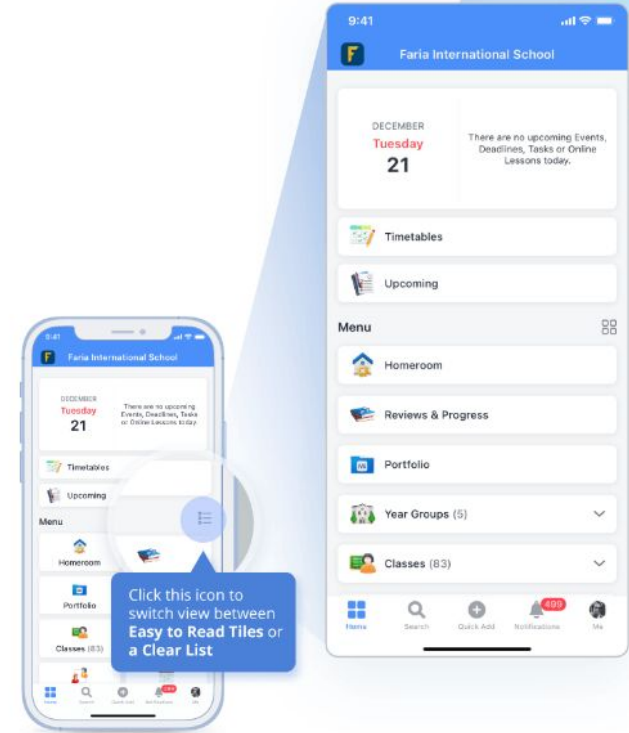 9:41
F Faria International School
DECEMBER
Tuesday
21
There are no upcoming Events,
Deadlines, Tasks or Online
Lessons today.
Timetables
Upcoming
Menu
Homeroom
Reviews & Progress
Portfolio
Year Groups (5)
Classes (83)
Home Search Quick Add Notifications Me
499
9:41
F Faria International School
DECEMBER
Tuesday
21
There are no upcoming
Events, Deadlines, Tasks
or Online Lessons today.
Timetables
Upcoming
Menu
Homeroom
Portfolio
Classes (83)
Click this icon to
switch view between
Easy to Read Tiles or
a Clear List
Home Search Quick Add Notifications Me